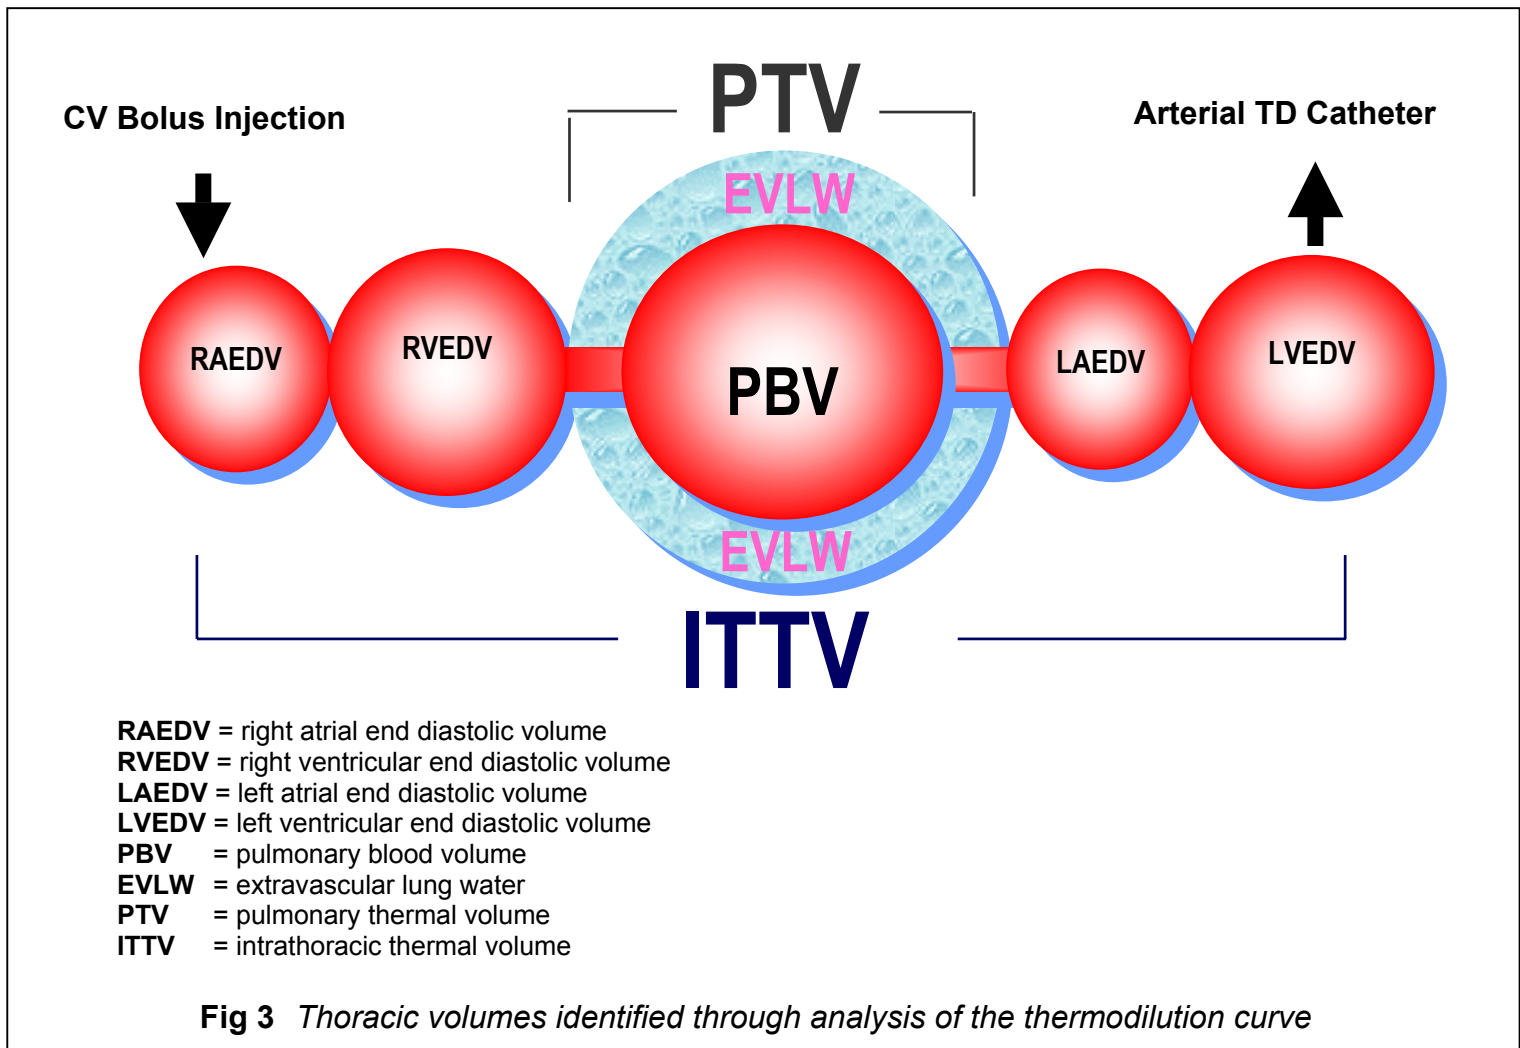 PTV
CV Bolus Injection
Arterial TD Catheter
EVLW
RAEDV
RVEDV
PBV
LAEDV
LVEDV
EVLW
ITTV
RAEDV = right atrial end diastolic volume
RVEDV = right ventricular end diastolic volume
LAEDV = left atrial end diastolic volume
LVEDV = left ventricular end diastolic volume
PBV = pulmonary blood volume
EVLW = extravascular lung water
PTV = pulmonary thermal volume
ITTV = intrathoracic thermal volume
Fig 3 Thoracic volumes identified through analysis of the thermodilution curve